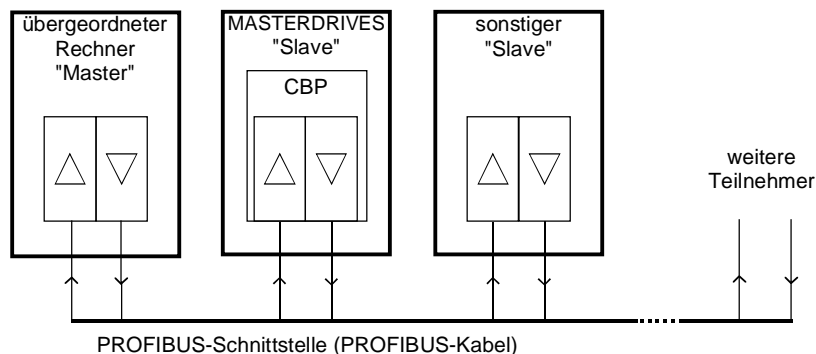 übergeordneter
Rechner
"Master"
MASTERDRIVES
"Slave"
CBP
sonstiger
"Slave"
weitere
Teilnehmer
PROFIBUS-Schnittstelle (PROFIBUS-Kabel)